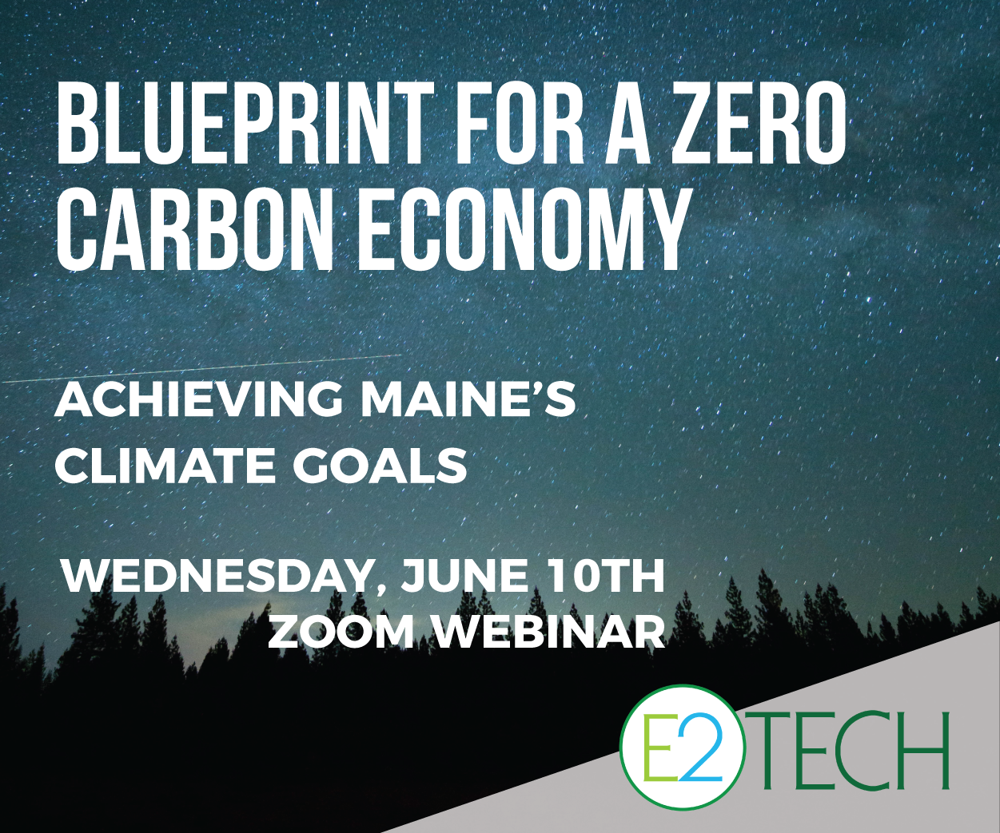 BLUEPRINT FOR A ZERO
CARBON ECONOMY
ACHIEVING MAINE’S
CLIMATE GOALS
WEDNESDAY, JUNE 10TH
ZOOM WEBINAR
E2TECH